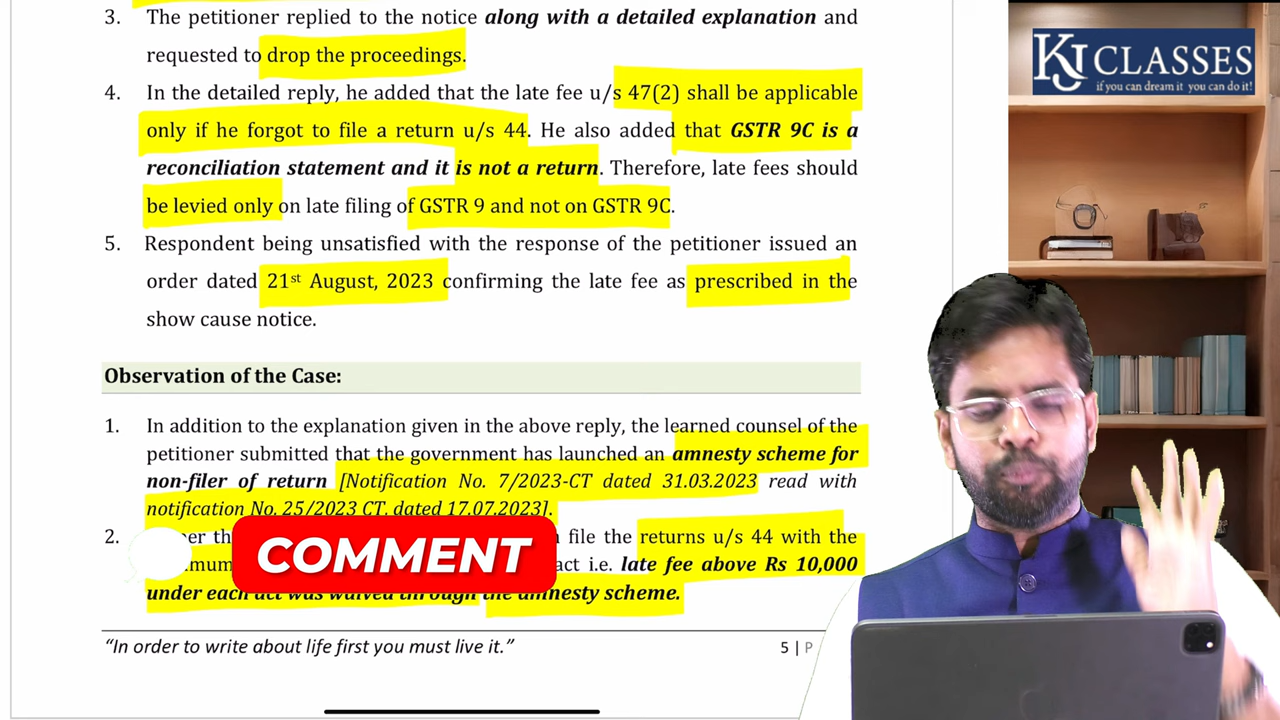 3. The petitioner replied to the notice along with a detailed explanation and
requested to drop the proceedings.
4. In the detailed reply, he added that the late fee u/s 47(2) shall be applicable
only if he forgot to file a return u/s 44. He also added that GSTR 9C is a
reconciliation statement and it is not a return. Therefore, late fees should
be levied only on late filing of GSTR 9 and not on GSTR 9C.
5. Respondent being unsatisfied with the response of the petitioner issued an
order dated 21st August, 2023 confirming the late fee as prescribed in the
show cause notice.
Observation of the Case:
1. In addition to the explanation given in the above reply, the learned counsel of the
petitioner submitted that the government has launched an amnesty scheme for
non-filer of return [Notification No. 7/2023-CT dated 31.03.2023 read with
notification No. 25/2023 CT, dated 17.07.2023].
2. file the returns u/s 44 with the
act i.e. late fee above Rs 10,000
under each act was waived through the amnesty scheme.
COMMENT
"In order to write about life first you must live it."
5 | P
KJ CLASSES
if you can dream it you can do it!